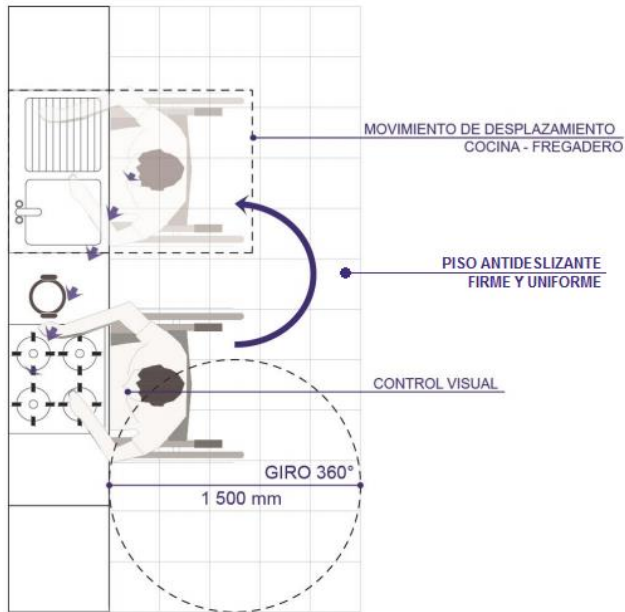 MOVIMIENTO DE DESPLAZAMIENTO
COCINA - FREGADERO
PISO ANTIDESLIZANTE
FIRME Y UNIFORME
CONTROL VISUAL
GIRO 360°
1 500 mm